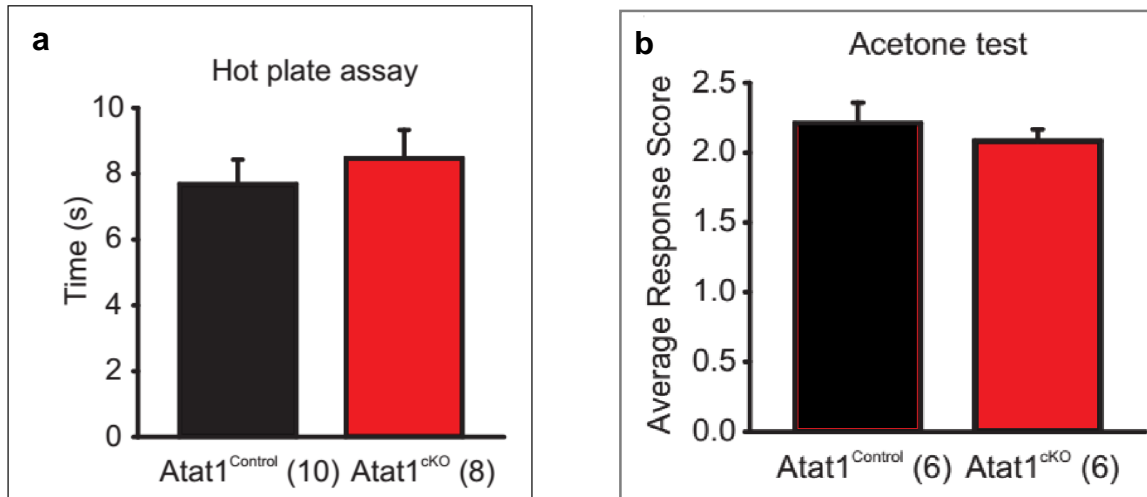 a
Hot plate assay
Time (s)
10
8
6
4
2
0
Atat1Control (10) Atat1cKO (8)
b
Acetone test
Average Response Score
2.5
2.0
1.5
1.0
0.5
0.0
Atat1Control (6) Atat1cKO (6)